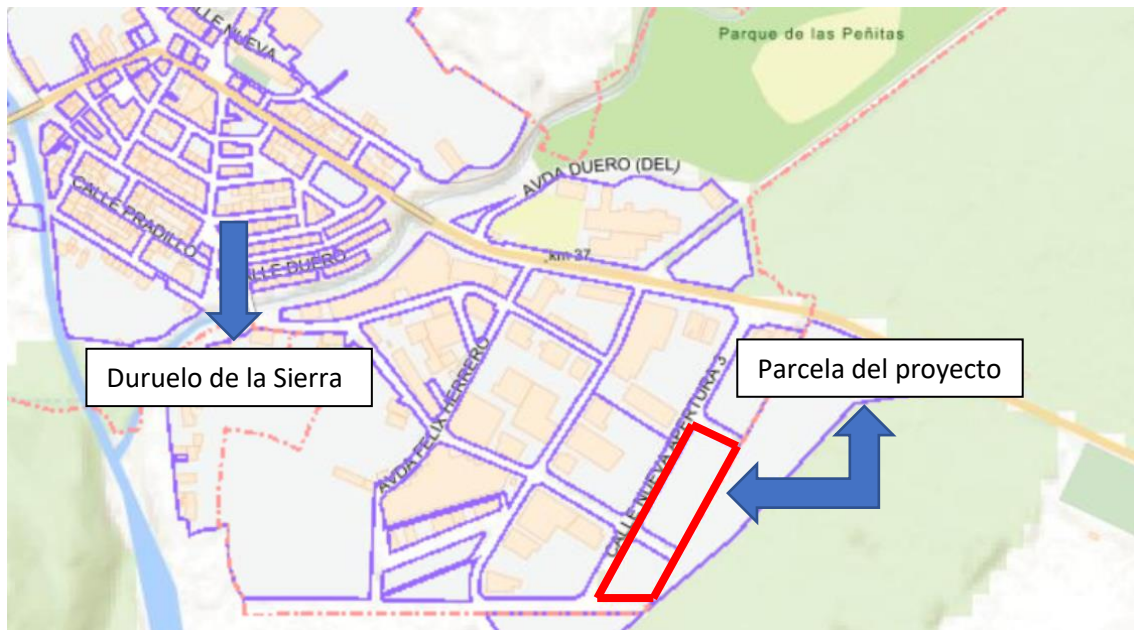 CALLE NUEVA
Parque de las Peñitas
AVDA DUERO (DEL)
CALLE PRADILLO
CALLE DUERO
km 37
Duruelo de la Sierra
Parcela del proyecto
AVDA FELIX HERRERO
CALLE NUEVA APERTURA 3